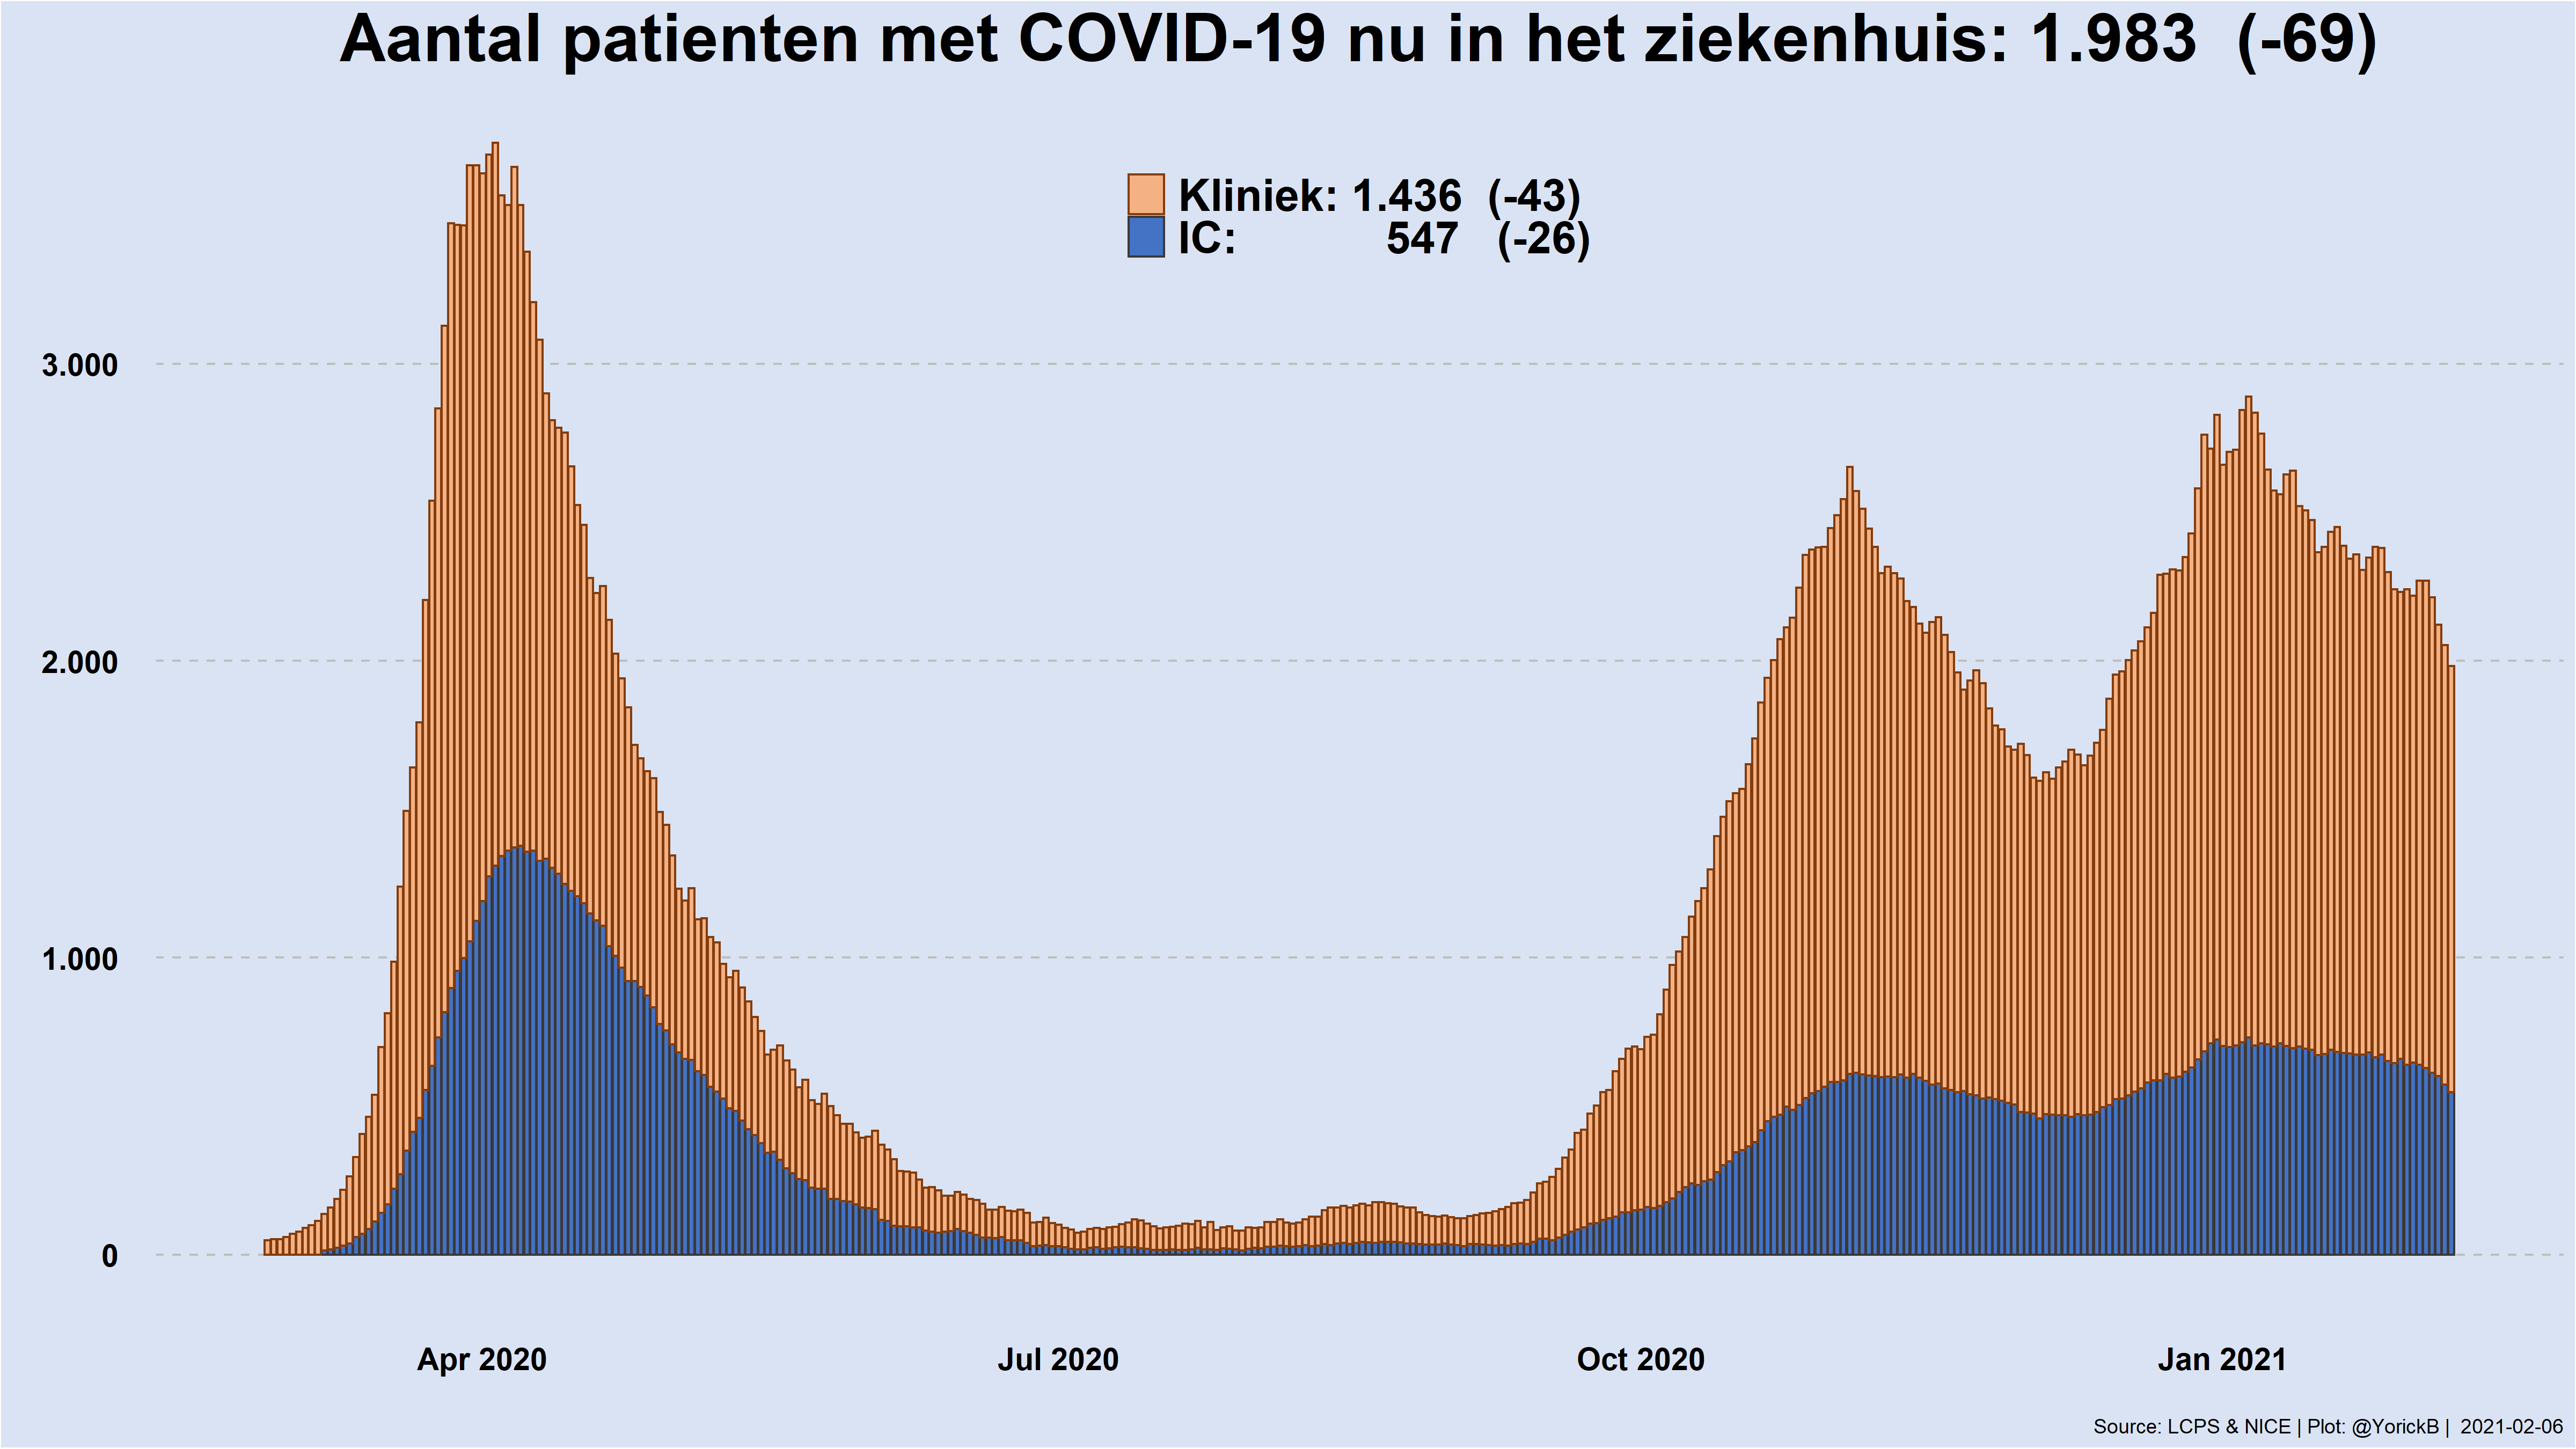 Aantal patienten met COVID-19 nu in het ziekenhuis: 1.983 (-69)
Kliniek: 1.436 (-43)
IC: 547 (-26)
3.000
2.000
1.000
0
Apr 2020 Jul 2020 Oct 2020 Jan 2021
Source: LCPS & NICE | Plot: @YorickB | 2021-02-06